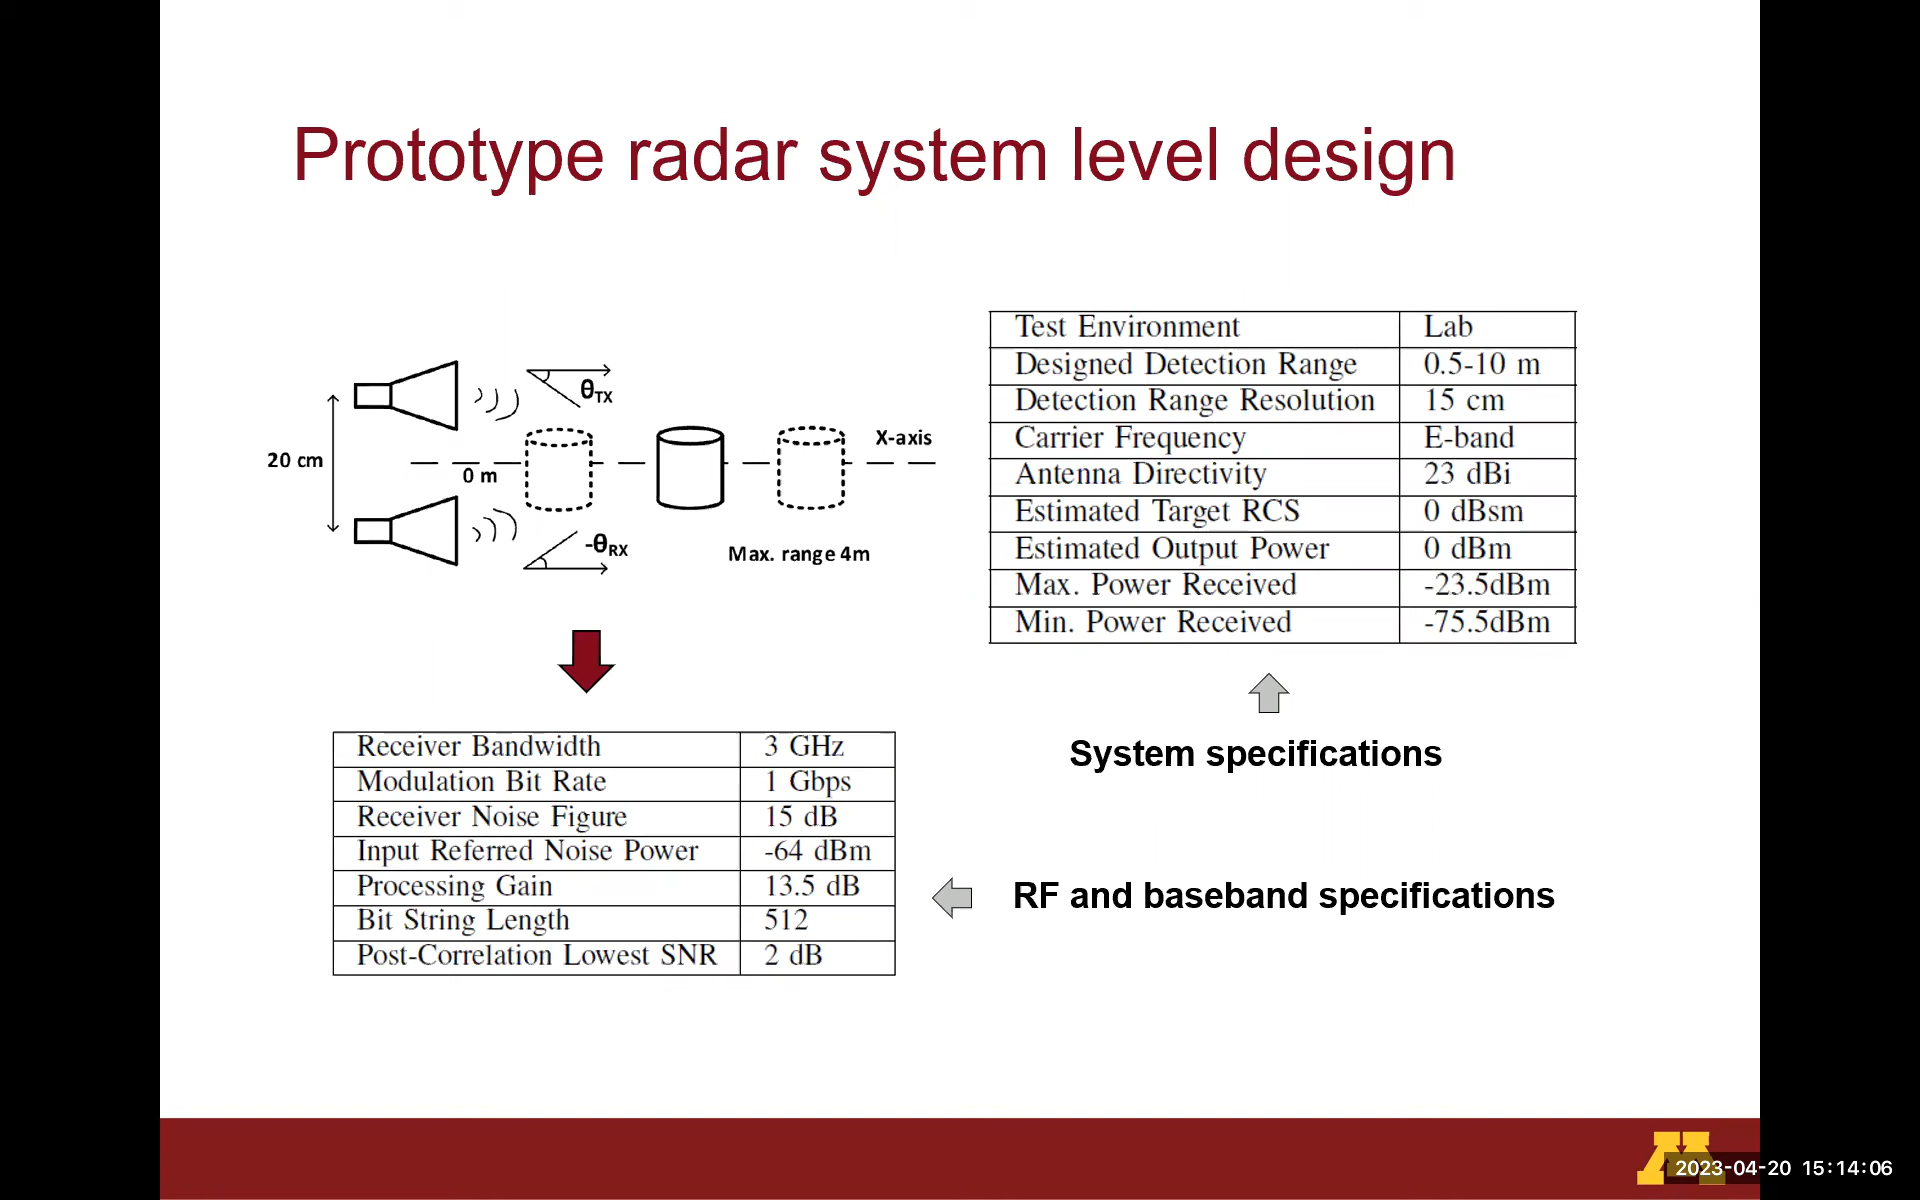 Prototype radar system level design
θTX
20 cm
0 m
X-axis
-θRX
Max. range 4m
Test Environment Lab
Designed Detection Range 0.5-10 m
Detection Range Resolution 15 cm
Carrier Frequency E-band
Antenna Directivity 23 dBi
Estimated Target RCS 0 dBsm
Estimated Output Power 0 dBm
Max. Power Received -23.5dBm
Min. Power Received -75.5dBm
System specifications
Receiver Bandwidth 3 GHz
Modulation Bit Rate 1 Gbps
Receiver Noise Figure 15 dB
Input Referred Noise Power -64 dBm
Processing Gain 13.5 dB
Bit String Length 512
Post-Correlation Lowest SNR 2 dB
RF and baseband specifications
2023-04-20 15:14:06